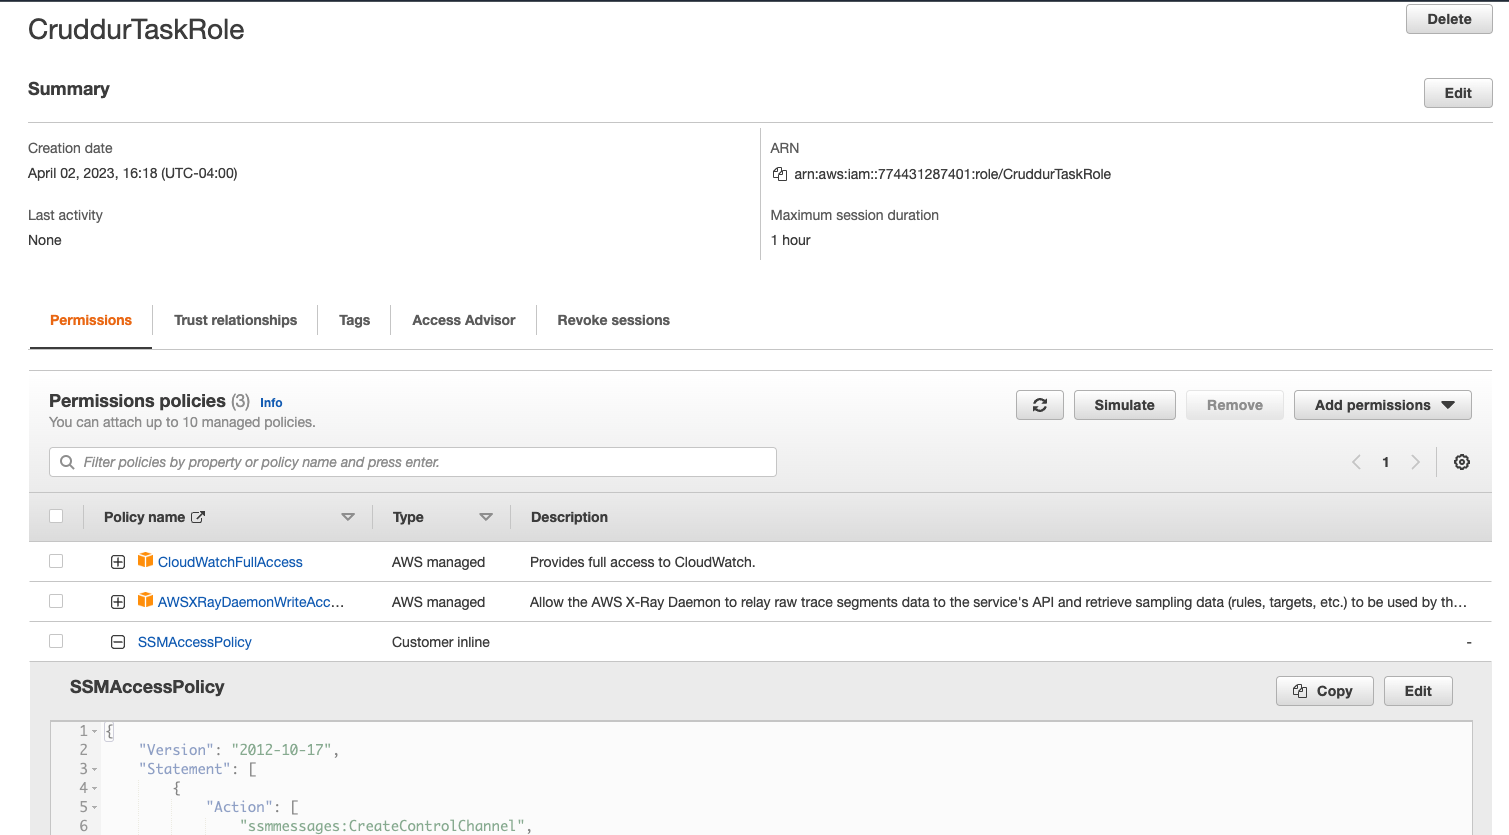 CruddurTaskRole
Delete
Summary
Edit
Creation date
April 02, 2023, 16:18 (UTC-04:00)
ARN
arn:aws:iam::774431287401:role/CruddurTaskRole
Last activity
None
Maximum session duration
1 hour
Permissions Trust relationships Tags Access Advisor Revoke sessions
Permissions policies (3) Info
You can attach up to 10 managed policies.
Simulate Remove Add permissions
Filter policies by property or policy name and press enter.
1
Policy name Type Description
CloudWatchFullAccess AWS managed Provides full access to CloudWatch.
AWSXRayDaemonWriteAcc... AWS managed Allow the AWS X-Ray Daemon to relay raw trace segments data to the service's API and retrieve sampling data (rules, targets, etc.) to be used by th...
SSMAccessPolicy Customer inline -
SSMAccessPolicy
Copy Edit
1 {
2 "Version": "2012-10-17",
3 "Statement": [
4 {
5 "Action": [
6 "ssmmessages:CreateControlChannel",